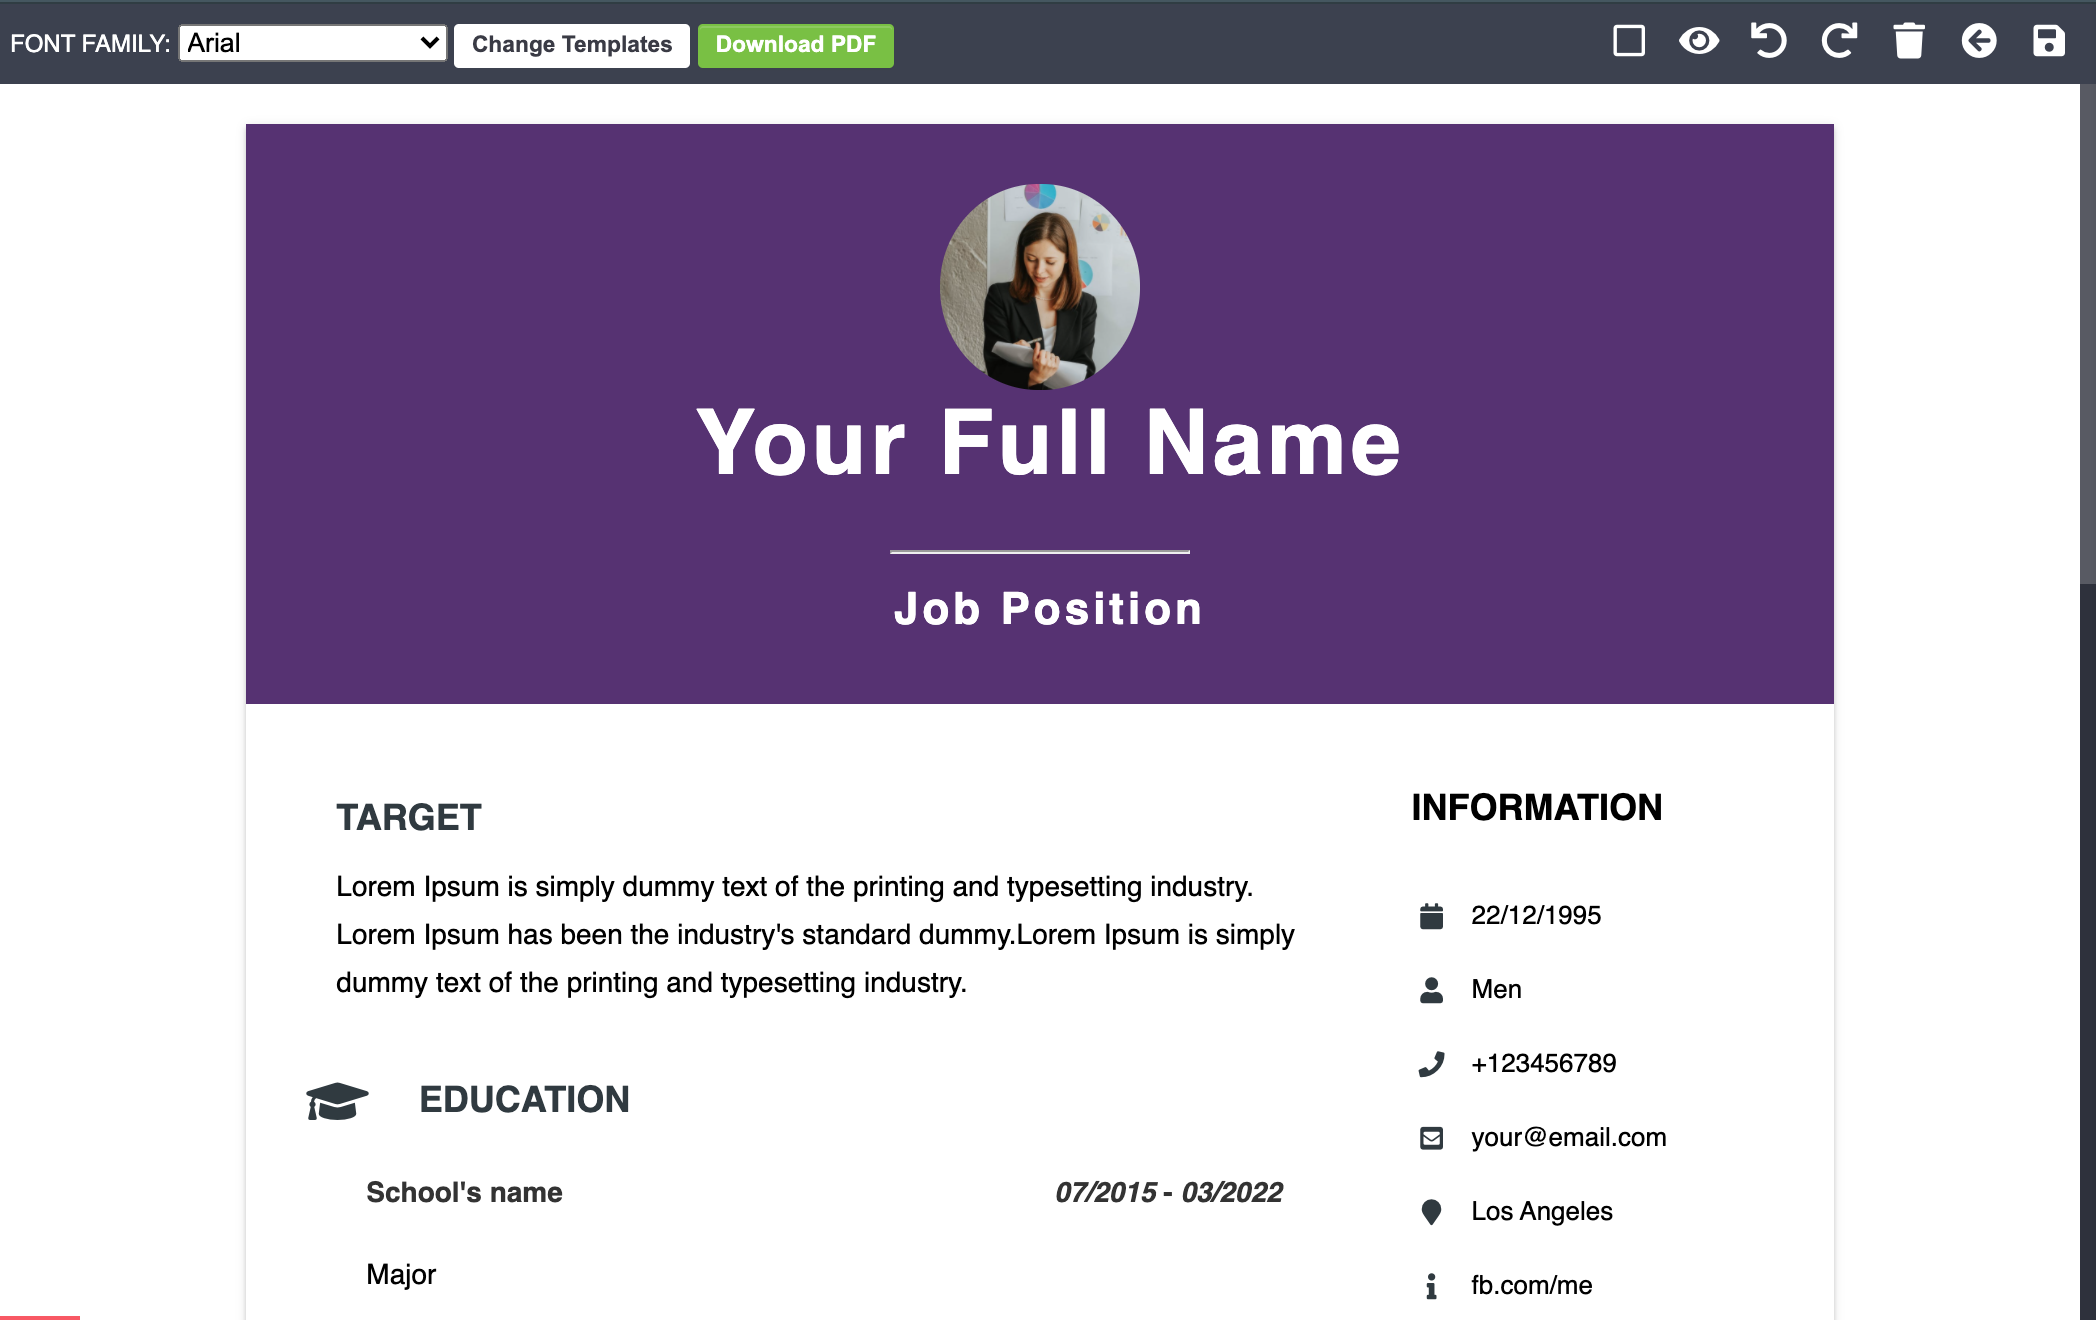 FONT FAMILY: Arial Change Templates Download PDF
Your Full Name
Job Position
TARGET
Lorem Ipsum is simply dummy text of the printing and typesetting industry.
Lorem Ipsum has been the industry's standard dummy.Lorem Ipsum is simply
dummy text of the printing and typesetting industry.
EDUCATION
School's name 07/2015 - 03/2022
Major
INFORMATION
22/12/1995
Men
+123456789
your@email.com
Los Angeles
fb.com/me